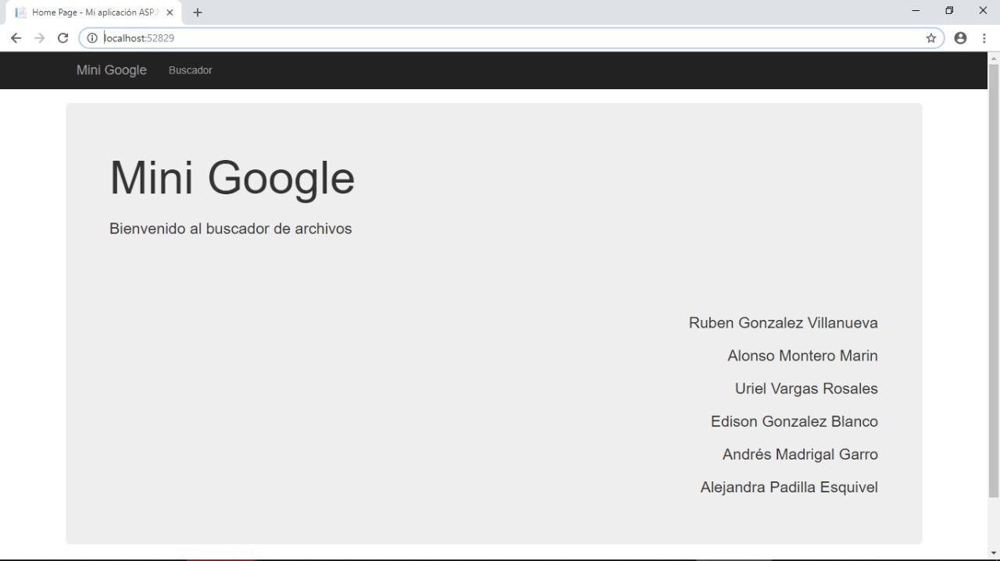 Home Page - Mi aplicación ASP.
localhost:52829
Mini Google Buscador
Mini Google
Bienvenido al buscador de archivos
Ruben Gonzalez Villanueva
Alonso Montero Marin
Uriel Vargas Rosales
Edison Gonzalez Blanco
Andrés Madrigal Garro
Alejandra Padilla Esquivel